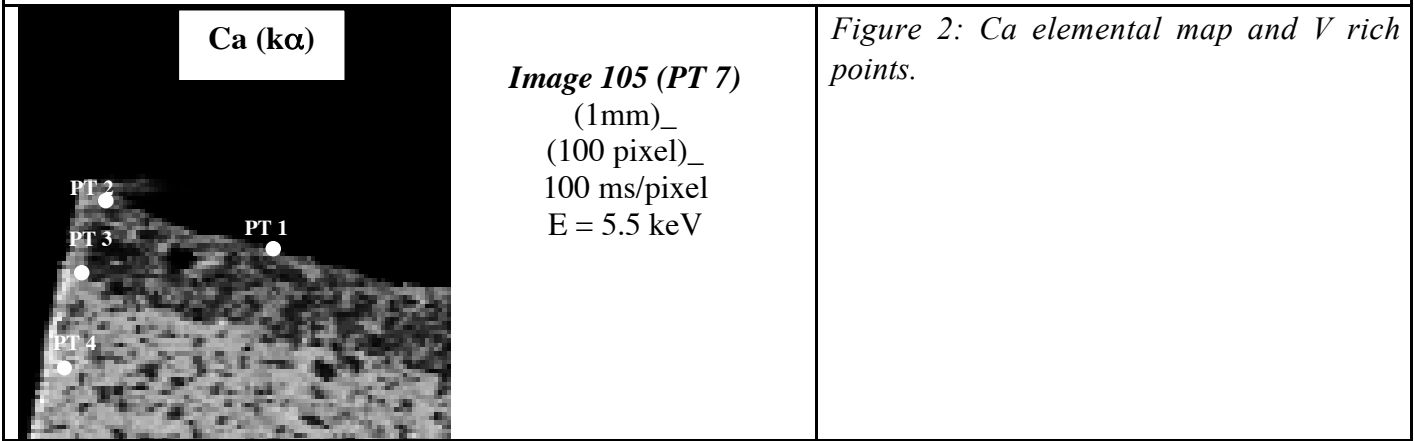 Ca (kα)
PT 2
PT 1
PT 3
PT 4
Image 105 (PT 7)
(1mm)_
(100 pixel)_
100 ms/pixel
E = 5.5 keV
Figure 2: Ca elemental map and V rich
points.